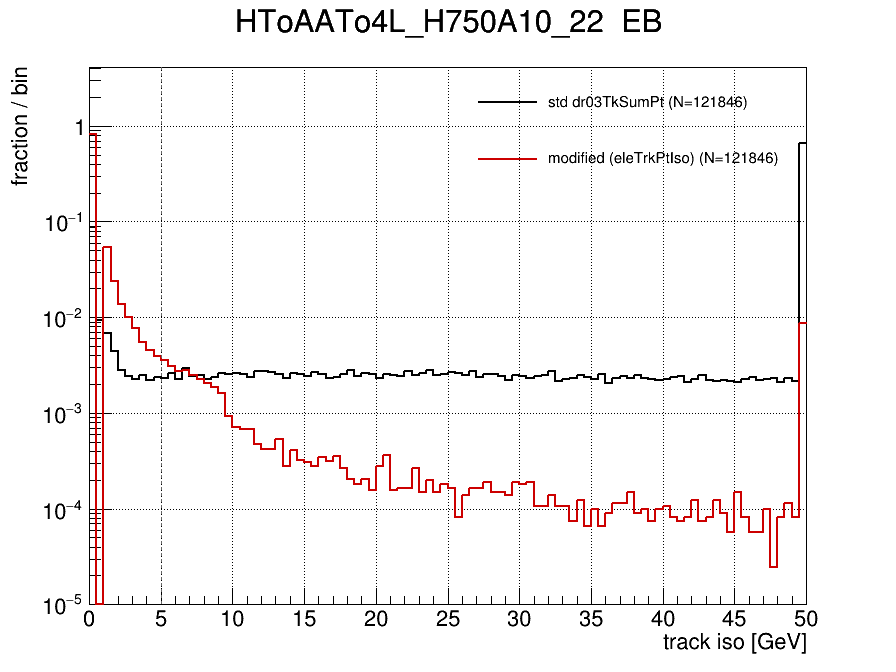 HToAATo4L_H750A10_22 EB
fraction / bin
std dr03TkSumPt (N=121846)
modified (eleTrkPtIso) (N=121846)
1
10−1
10−2
10−3
10−4
10−5
0 5 10 15 20 25 30 35 40 45 50
track iso [GeV]